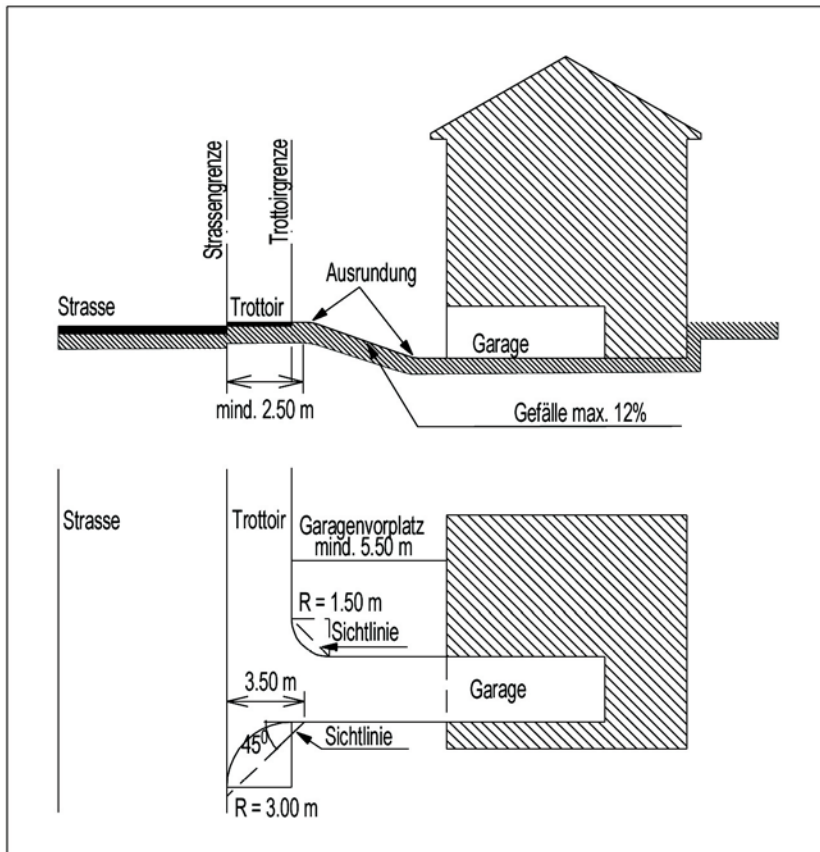 Strassengrenze
Trottoirgrenze
Ausrundung
Strasse
Trottoir
Garage
mind. 2.50 m
Gefälle max. 12%
Strasse
Trottoir
Garagenvorplatz
mind. 5.50 m
R = 1.50 m
Sichtlinie
3.50 m
Garage
45⁰
Sichtlinie
R = 3.00 m